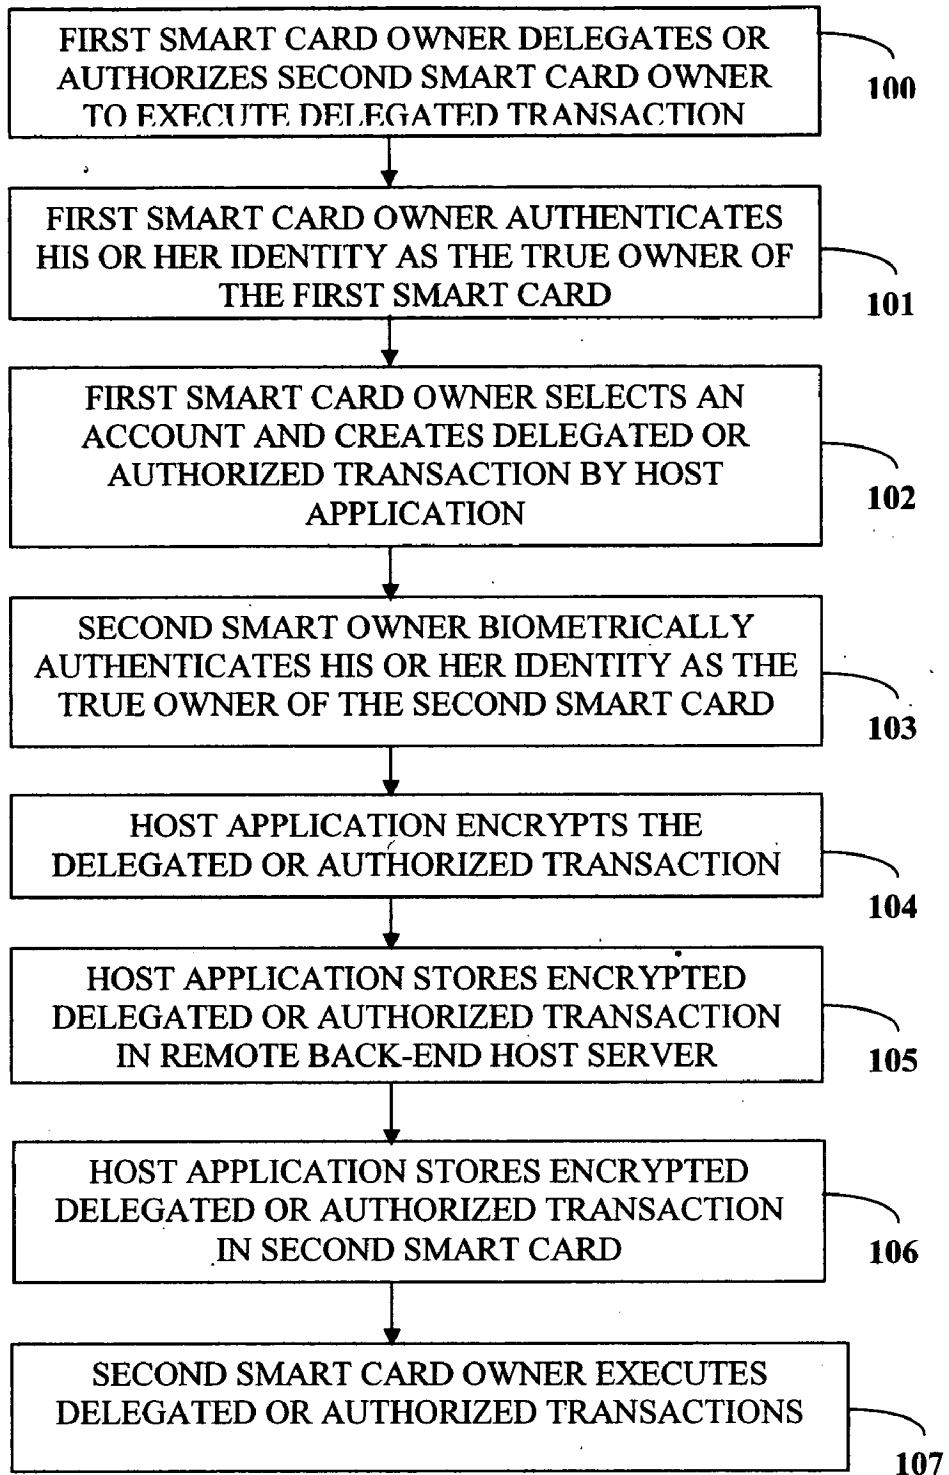 FIRST SMART CARD OWNER DELEGATES OR
AUTHORIZES SECOND SMART CARD OWNER
TO EXECUTE DELEGATED TRANSACTION
100
FIRST SMART CARD OWNER AUTHENTICATES
HIS OR HER IDENTITY AS THE TRUE OWNER OF
THE FIRST SMART CARD
101
FIRST SMART CARD OWNER SELECTS AN
ACCOUNT AND CREATES DELEGATED OR
AUTHORIZED TRANSACTION BY HOST
APPLICATION
102
SECOND SMART OWNER BIOMETRICALLY
AUTHENTICATES HIS OR HER IDENTITY AS THE
TRUE OWNER OF THE SECOND SMART CARD
103
HOST APPLICATION ENCRYPTS THE
DELEGATED OR AUTHORIZED TRANSACTION
104
HOST APPLICATION STORES ENCRYPTED
DELEGATED OR AUTHORIZED TRANSACTION
IN REMOTE BACK-END HOST SERVER
105
HOST APPLICATION STORES ENCRYPTED
DELEGATED OR AUTHORIZED TRANSACTION
IN SECOND SMART CARD
106
SECOND SMART CARD OWNER EXECUTES
DELEGATED OR AUTHORIZED TRANSACTIONS
107